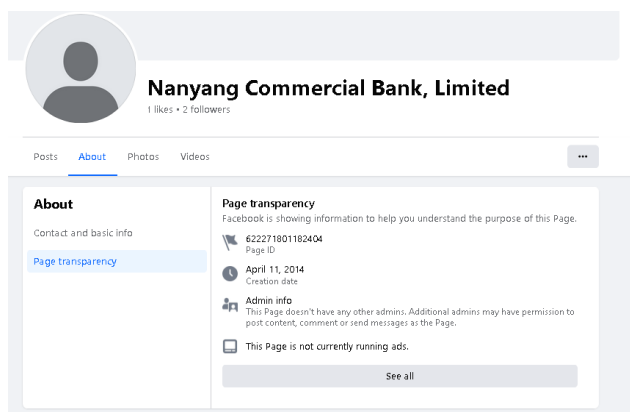 Nanyang Commercial Bank, Limited
1 likes • 2 followers
Posts About Photos Videos •••
About
Contact and basic info
Page transparency
Page transparency
Facebook is showing information to help you understand the purpose of this Page.
622271801182404
Page ID
April 11, 2014
Creation date
Admin info
This Page doesn't have any other admins. Additional admins may have permission to
post content, comment or send messages as the Page.
This Page is not currently running ads.
See all